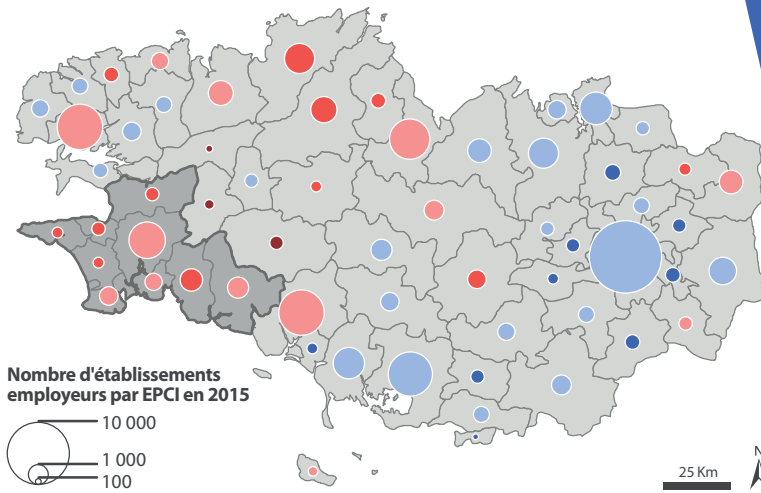 Nombre d'établissements
employeurs par EPCI en 2015
10 000
1 000
100
25 Km
N